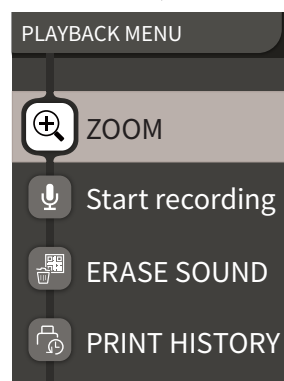 PLAYBACK MENU
ZOOM
Start recording
ERASE SOUND
PRINT HISTORY